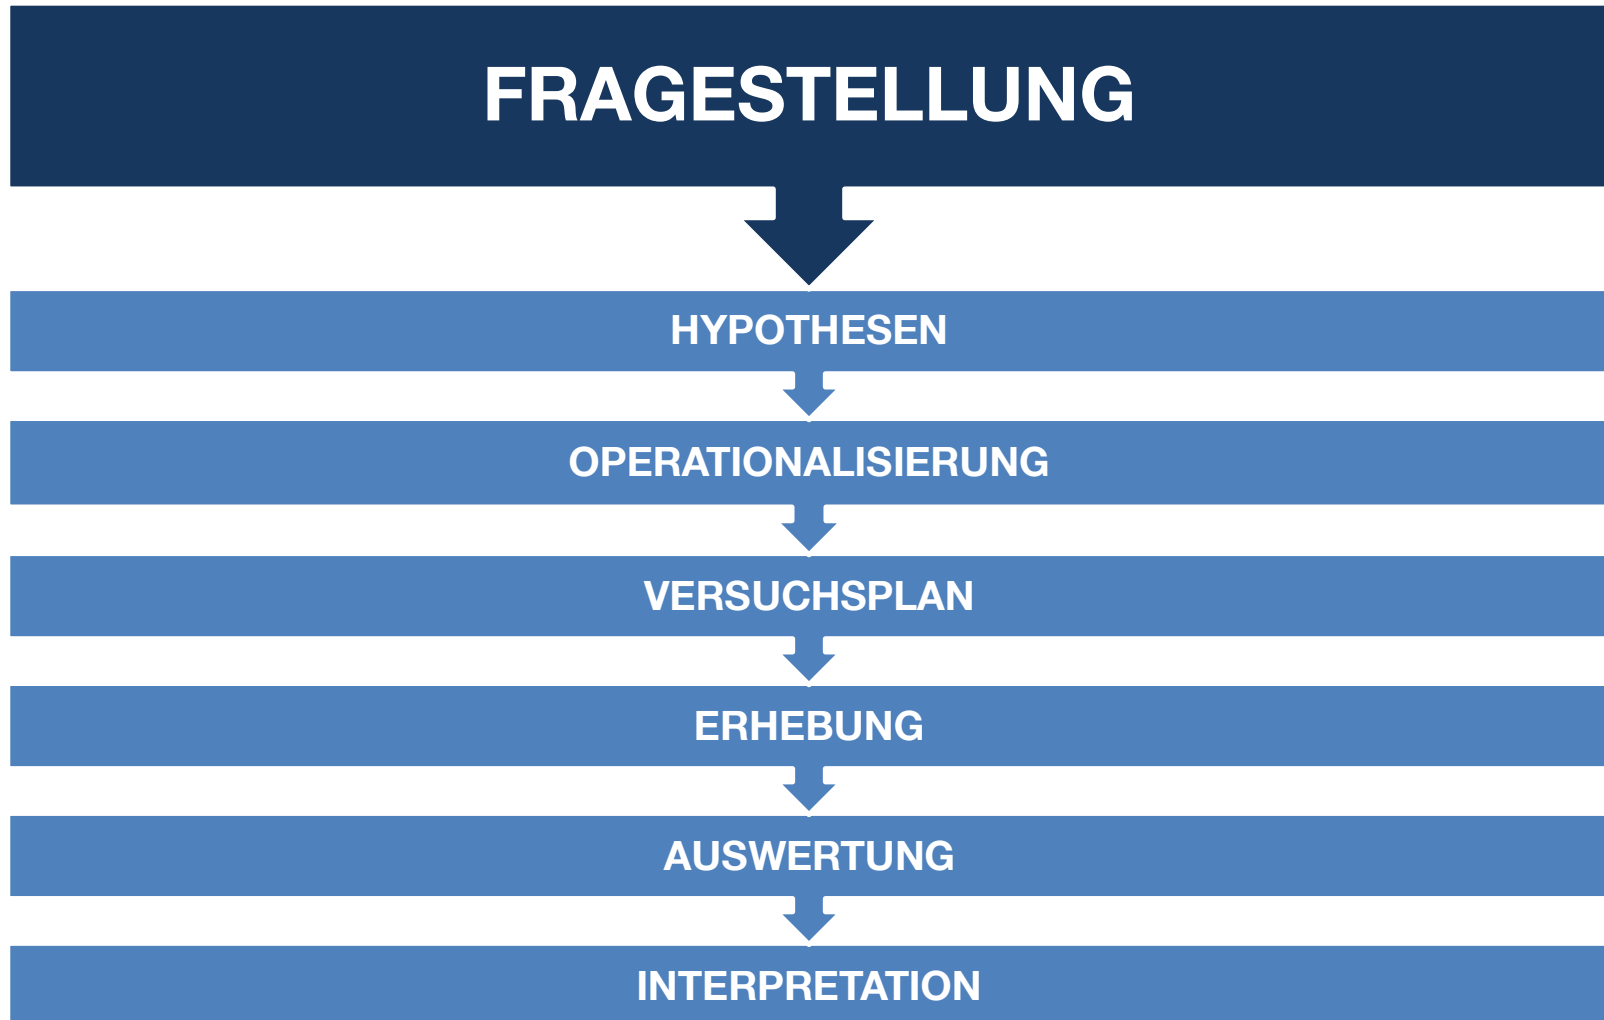 FRAGESTELLUNG
HYPOTHESEN
OPERATIONALISIERUNG
VERSUCHSPLAN
ERHEBUNG
AUSWERTUNG
INTERPRETATION